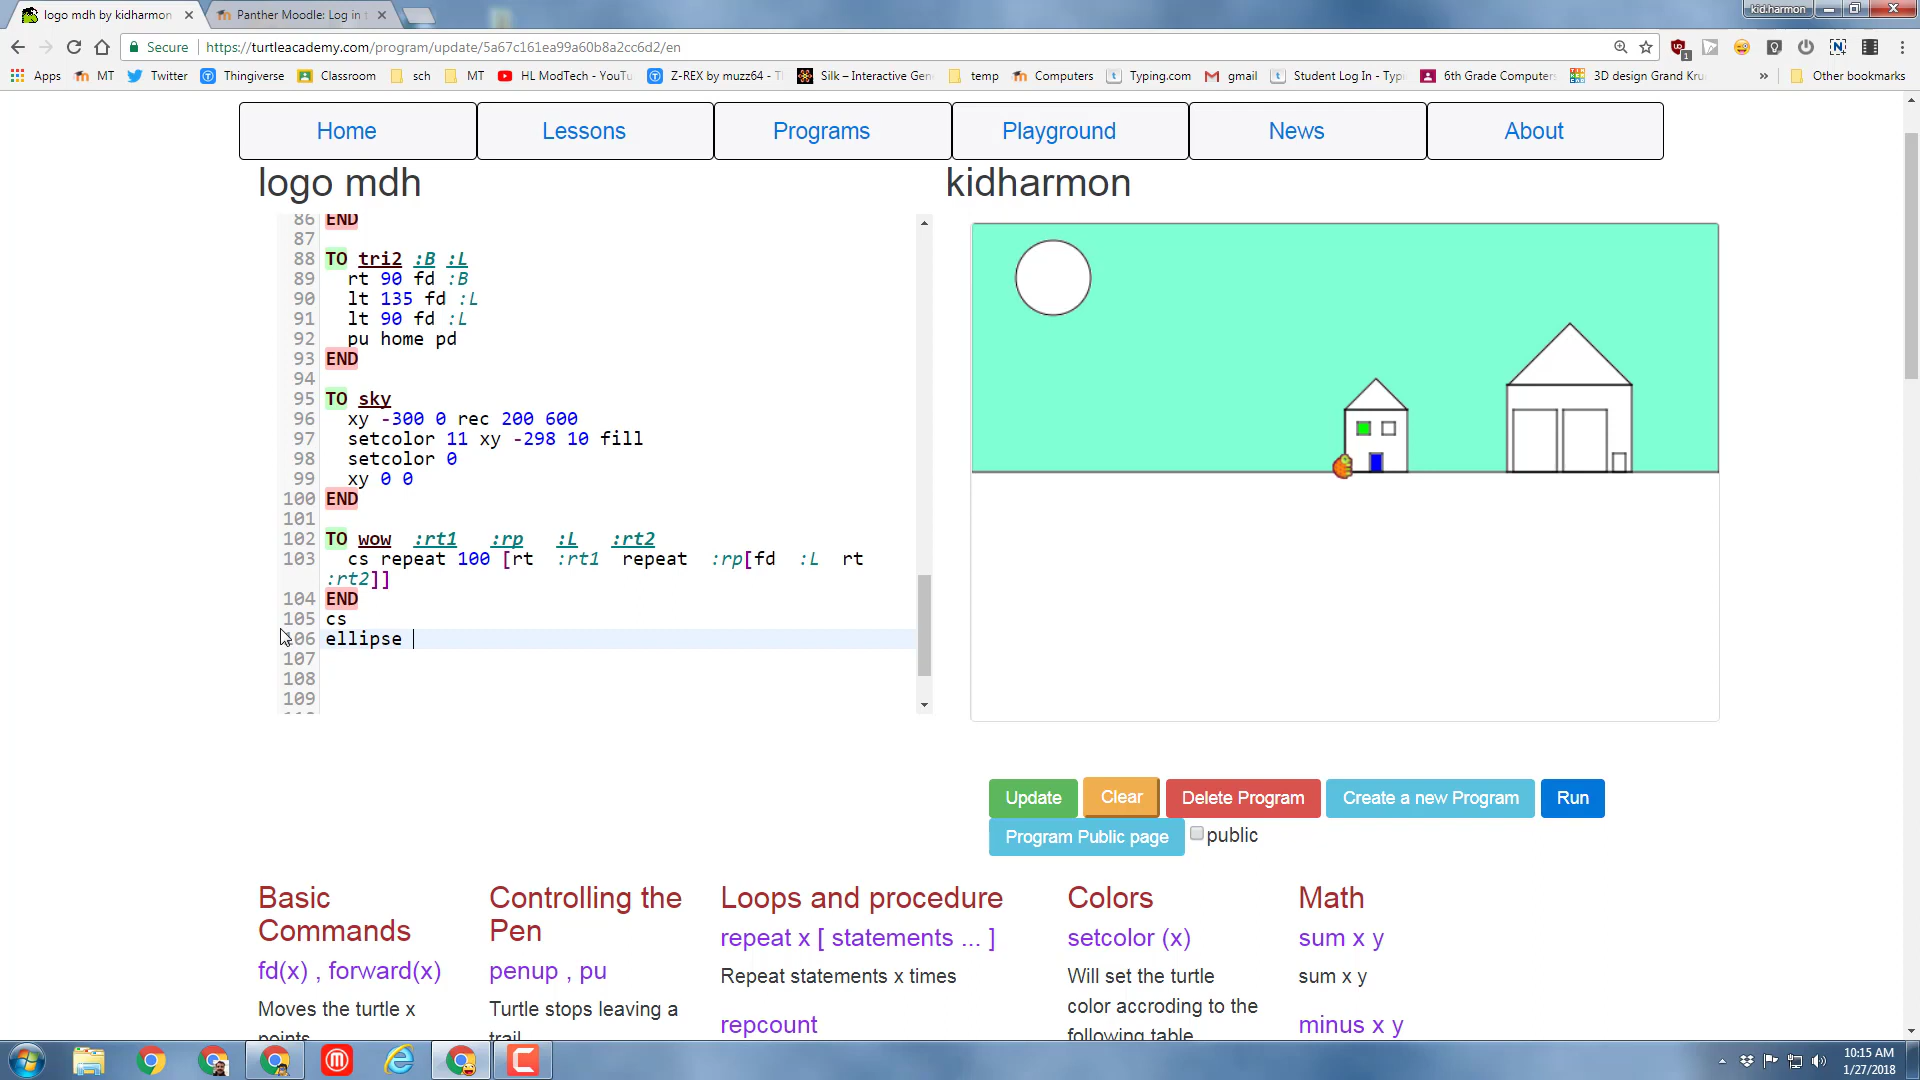 logo mdh by kidharmon
Panther Moodle: Log in t
kid.harmon
Secure https://turtleacademy.com/program/update/5a67c161ea99a60b8a2cc6d2/en
Apps MT Twitter Thingiverse Classroom sch MT HL ModTech - YouTu Z-REX by muzz64 - T Silk – Interactive Gen temp Computers Typing.com gmail Student Log In - Typi 6th Grade Computers 3D design Grand Kru » Other bookmarks
Home Lessons Programs Playground News About
logo mdh
kidharmon
86 END
87
88 TO tri2 :B :L
89 rt 90 fd :B
90 lt 135 fd :L
91 lt 90 fd :L
92 pu home pd
93 END
94
95 TO sky
96 xy -300 0 rec 200 600
97 setcolor 11 xy -298 10 fill
98 setcolor 0
99 xy 0 0
100 END
101
102 TO wow :rt1 :rp :L :rt2
103 cs repeat 100 [rt :rt1 repeat :rp[fd :L rt
:rt2]]
104 END
105 cs
106 ellipse
107
108
109
Update Clear Delete Program Create a new Program Run
Program Public page public
Basic
Commands
fd(x) , forward(x)
Moves the turtle x
points
Controlling the
Pen
penup , pu
Turtle stops leaving a
trail
Loops and procedure
repeat x [ statements ... ]
Repeat statements x times
repcount
Colors
setcolor (x)
Will set the turtle
color accroding to the
following table
Math
sum x y
sum x y
minus x y
10:15 AM
1/27/2018